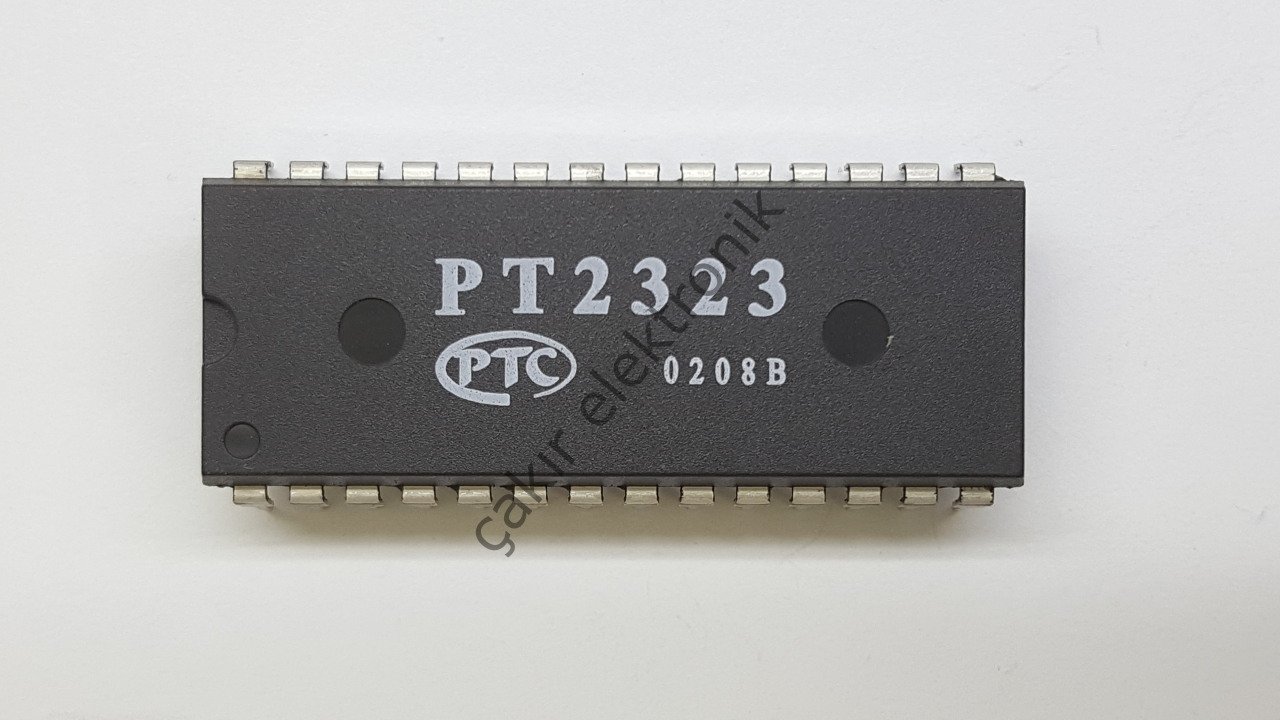 PT2323
PTC 0208B
çakır elektronik